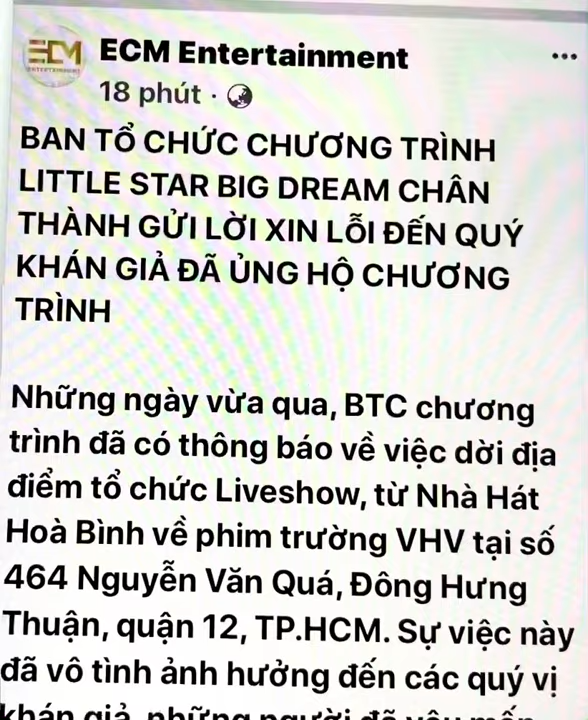 ECM
ENTERTAINMENT
ECM Entertainment
18 phút ·
BAN TỔ CHỨC CHƯƠNG TRÌNH
LITTLE STAR BIG DREAM CHÂN
THÀNH GỬI LỜI XIN LỖI ĐẾN QUÝ
KHÁN GIẢ ĐÃ ỦNG HỘ CHƯƠNG
TRÌNH
Những ngày vừa qua, BTC chương
trình đã có thông báo về việc dời địa
điểm tổ chức Liveshow, từ Nhà Hát
Hoà Bình về phim trường VHV tại số
464 Nguyễn Văn Quá, Đông Hưng
Thuận, quận 12, TP.HCM. Sự việc này
đã vô tình ảnh hưởng đến các quý vị
khán giả, những người đã yêu mến